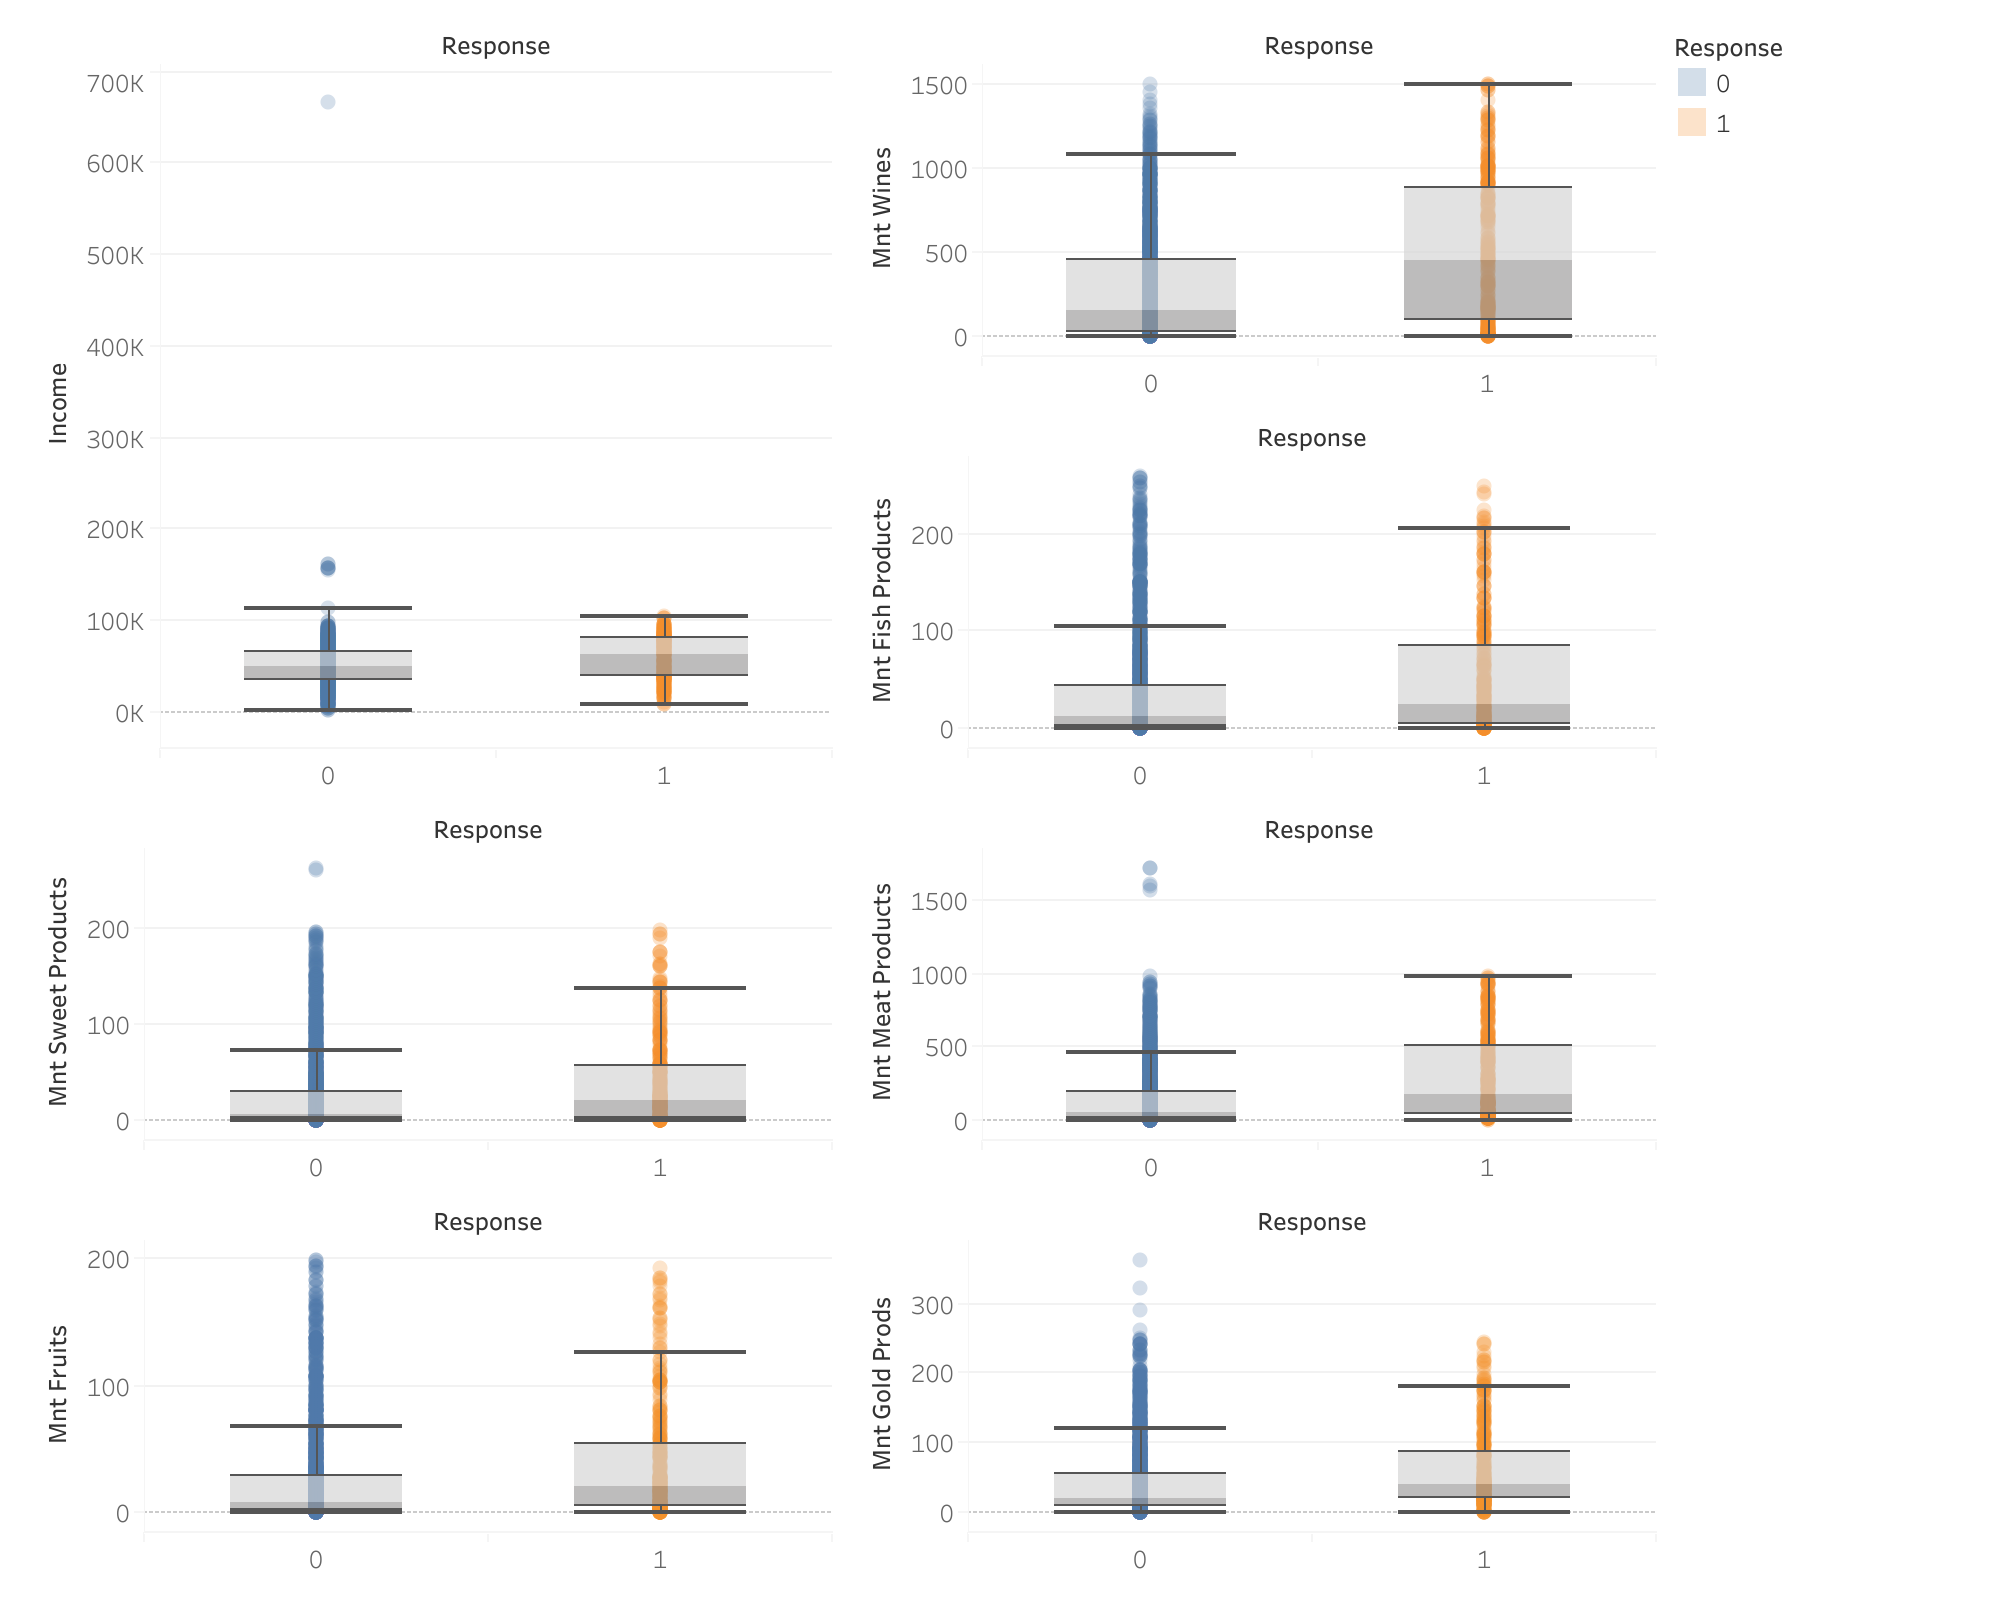 Response
700K
600K
500K
400K
300K
200K
100K
0K
Income
0 1
Response
1500
1000
500
0
Mnt Wines
0 1
Response
0
1
Response
200
100
0
Mnt Fish Products
0 1
Response
200
100
0
Mnt Sweet Products
0 1
Response
1500
1000
500
0
Mnt Meat Products
0 1
Response
200
100
0
Mnt Fruits
0 1
Response
300
200
100
0
Mnt Gold Prods
0 1